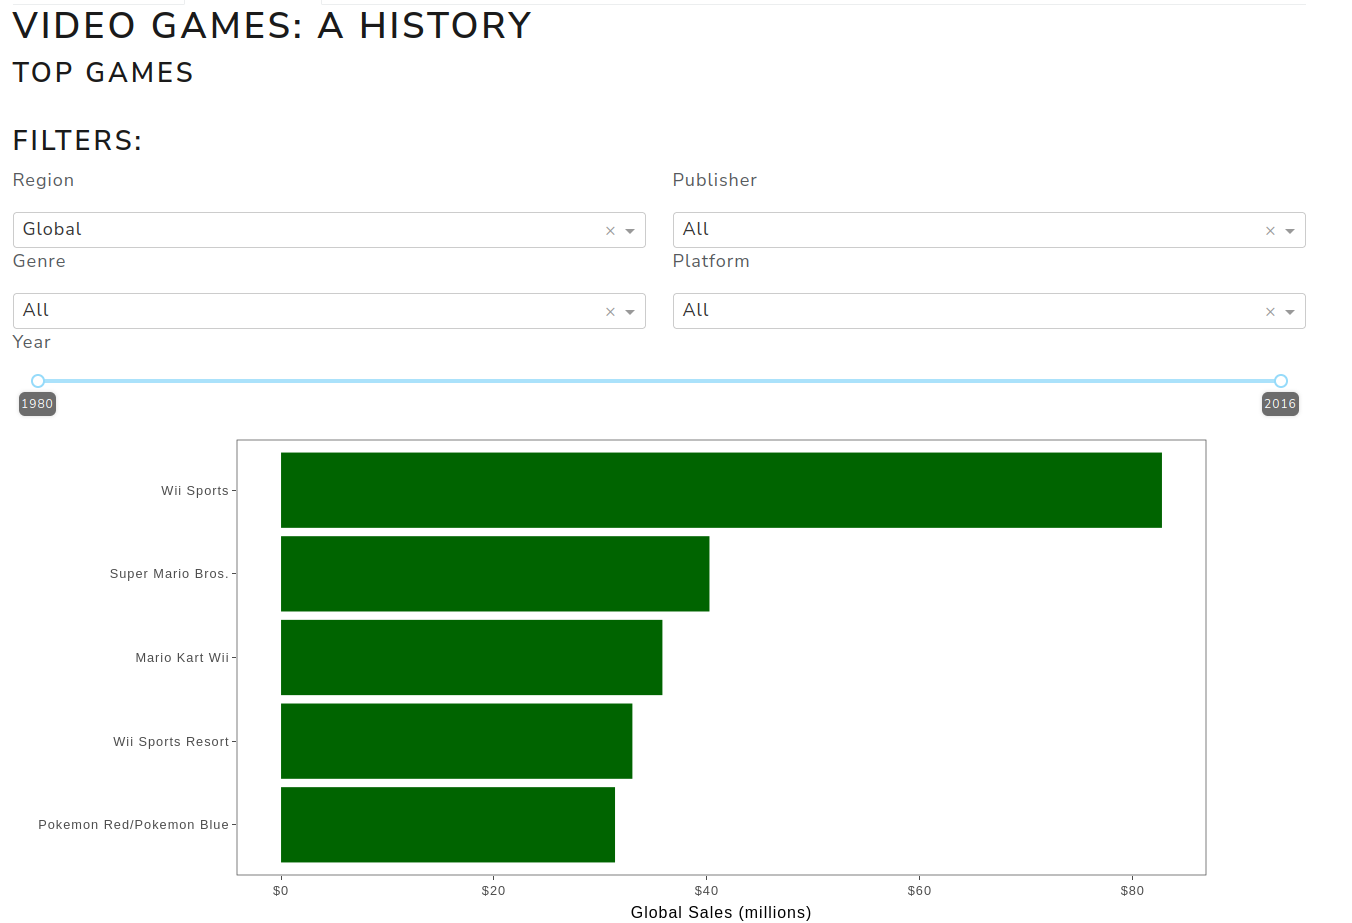 VIDEO GAMES: A HISTORY
TOP GAMES
FILTERS:
Region
Publisher
Global
All
Genre
Platform
All
All
Year
1980
2016
Wii Sports
Super Mario Bros.
Mario Kart Wii
Wii Sports Resort
Pokemon Red/Pokemon Blue
$0 $20 $40 $60 $80
Global Sales (millions)